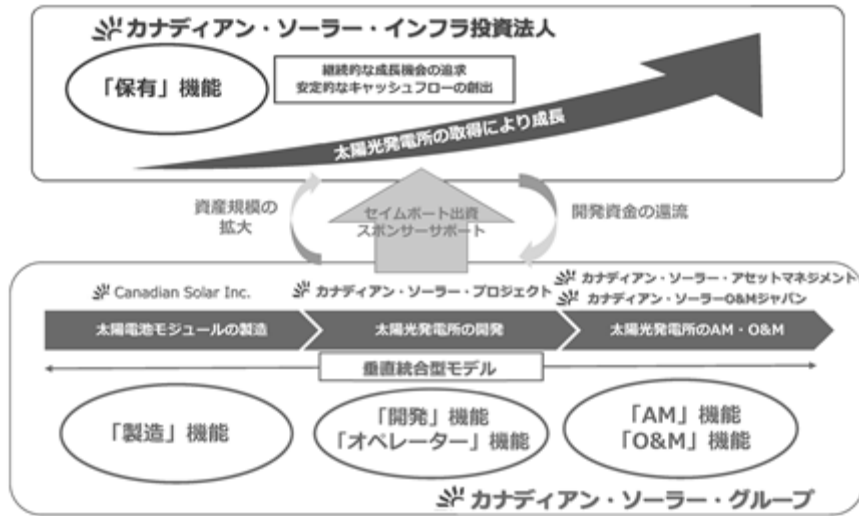 カナディアン・ソーラー・インフラ投資法人
「保有」機能
継続的な成長機会の追求
安定的なキャッシュフローの創出
太陽光発電所の取得により成長
資産規模の
拡大
セイムボート出資
スポンサーサポート
開発資金の還流
Canadian Solar Inc.
カナディアン・ソーラー・プロジェクト
カナディアン・ソーラー・アセットマネジメント
カナディアン・ソーラーO&Mジャパン
太陽電池モジュールの製造
太陽光発電所の開発
太陽光発電所のAM・O&M
垂直統合型モデル
「製造」機能
「開発」機能
「オペレーター」機能
「AM」機能
「O&M」機能
カナディアン・ソーラー・グループ